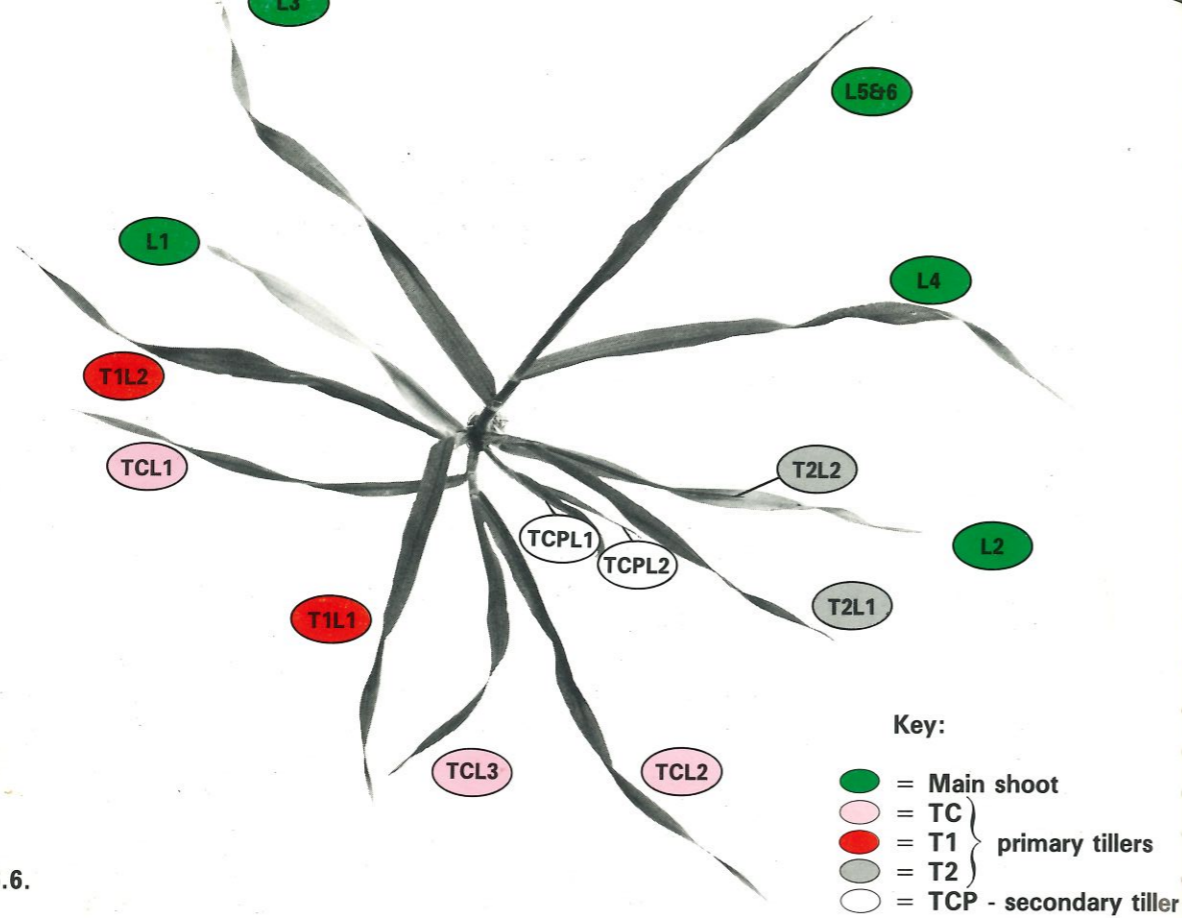 L3
L5&6
L1
L4
T1L2
TCL1
T2L2
TCPL1
TCPL2
L2
T1L1
T2L1
TCL3
TCL2
Key:
= Main shoot
= TC
= T1
primary tillers
= T2
= TCP - secondary tiller
.6.